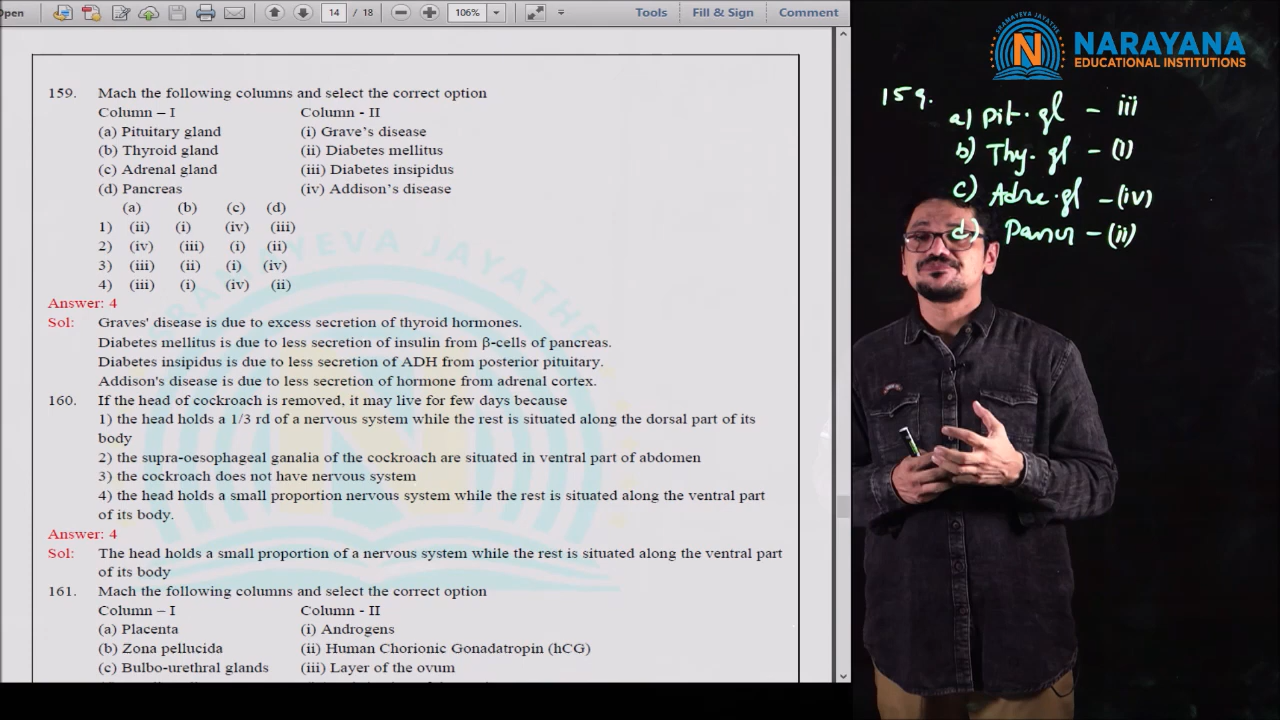 Open
14 / 18
106%
Tools
Fill & Sign
Comment
159. Mach the following columns and select the correct option
Column – I Column - II
(a) Pituitary gland (i) Grave's disease
(b) Thyroid gland (ii) Diabetes mellitus
(c) Adrenal gland (iii) Diabetes insipidus
(d) Pancreas (iv) Addison's disease
(a) (b) (c) (d)
1) (ii) (i) (iv) (iii)
2) (iv) (iii) (i) (ii)
3) (iii) (ii) (i) (iv)
4) (iii) (i) (iv) (ii)
Answer: 4
Sol: Graves' disease is due to excess secretion of thyroid hormones.
Diabetes mellitus is due to less secretion of insulin from β-cells of pancreas.
Diabetes insipidus is due to less secretion of ADH from posterior pituitary.
Addison's disease is due to less secretion of hormone from adrenal cortex.
160. If the head of cockroach is removed, it may live for few days because
1) the head holds a 1/3 rd of a nervous system while the rest is situated along the dorsal part of its
body
2) the supra-oesophageal ganalia of the cockroach are situated in ventral part of abdomen
3) the cockroach does not have nervous system
4) the head holds a small proportion nervous system while the rest is situated along the ventral part
of its body.
Answer: 4
Sol: The head holds a small proportion of a nervous system while the rest is situated along the ventral part
of its body
161. Mach the following columns and select the correct option
Column – I Column - II
(a) Placenta (i) Androgens
(b) Zona pellucida (ii) Human Chorionic Gonadatropin (hCG)
(c) Bulbo-urethral glands (iii) Layer of the ovum
SRAMAYEVA JAYATHE
N
NARAYANA
EDUCATIONAL INSTITUTIONS
159.
a) Pit. gl – iii
b) Thy. gl – (i)
c) Adre. gl – (iv)
d) – (ii)